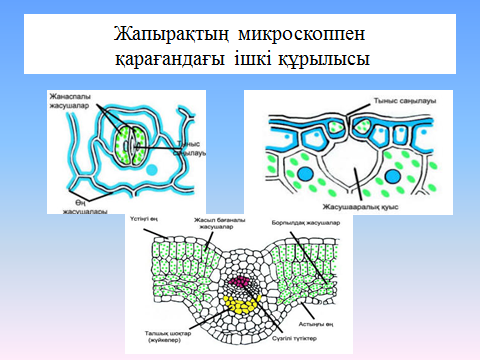 Жапырақтың микроскоппен
қарағандағы ішкі құрылысы
Жанаспалы
жасушалар
Тыныс
саңылауы
Өң
жасушалары
Тыныс саңылауы
Жасушааралық қуыс
Үстіңгі өң
Жасыл бағаналы
жасушалар
Борпылдақ жасушалар
Талшық шоқтар
(жүйкелер)
Сүзгілі түтіктер
Астыңғы өң